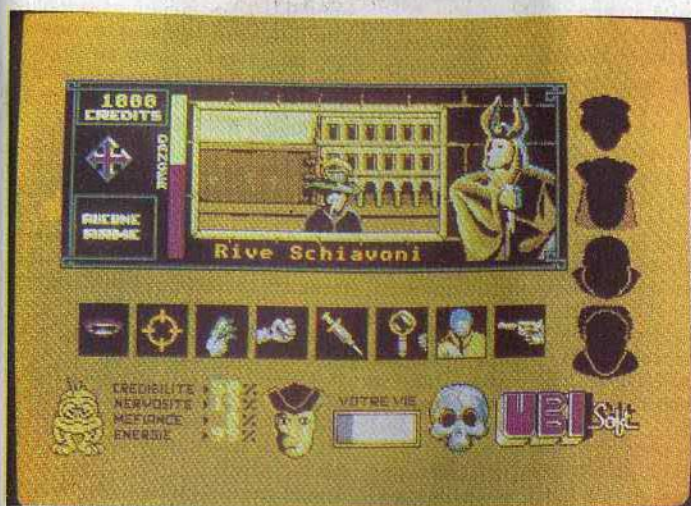 1000
CREDITS
AUCUNE
ARME
Rive Schiavoni
CREDIBILITE
NERVOSITE
MEFIANCE
ENERGIE
%
%
%
%
VOTRE VIE
UBI Soft